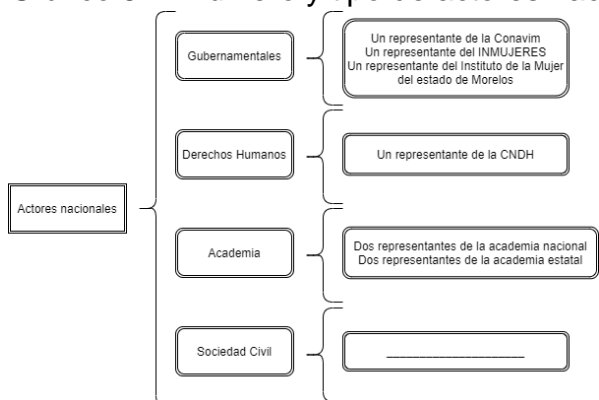 Actores nacionales
Gubernamentales
Un representante de la Conavim
Un representante del INMUJERES
Un representante del Instituto de la Mujer
del estado de Morelos
Derechos Humanos
Un representante de la CNDH
Academia
Dos representantes de la academia nacional
Dos representantes de la academia estatal
Sociedad Civil
____________________